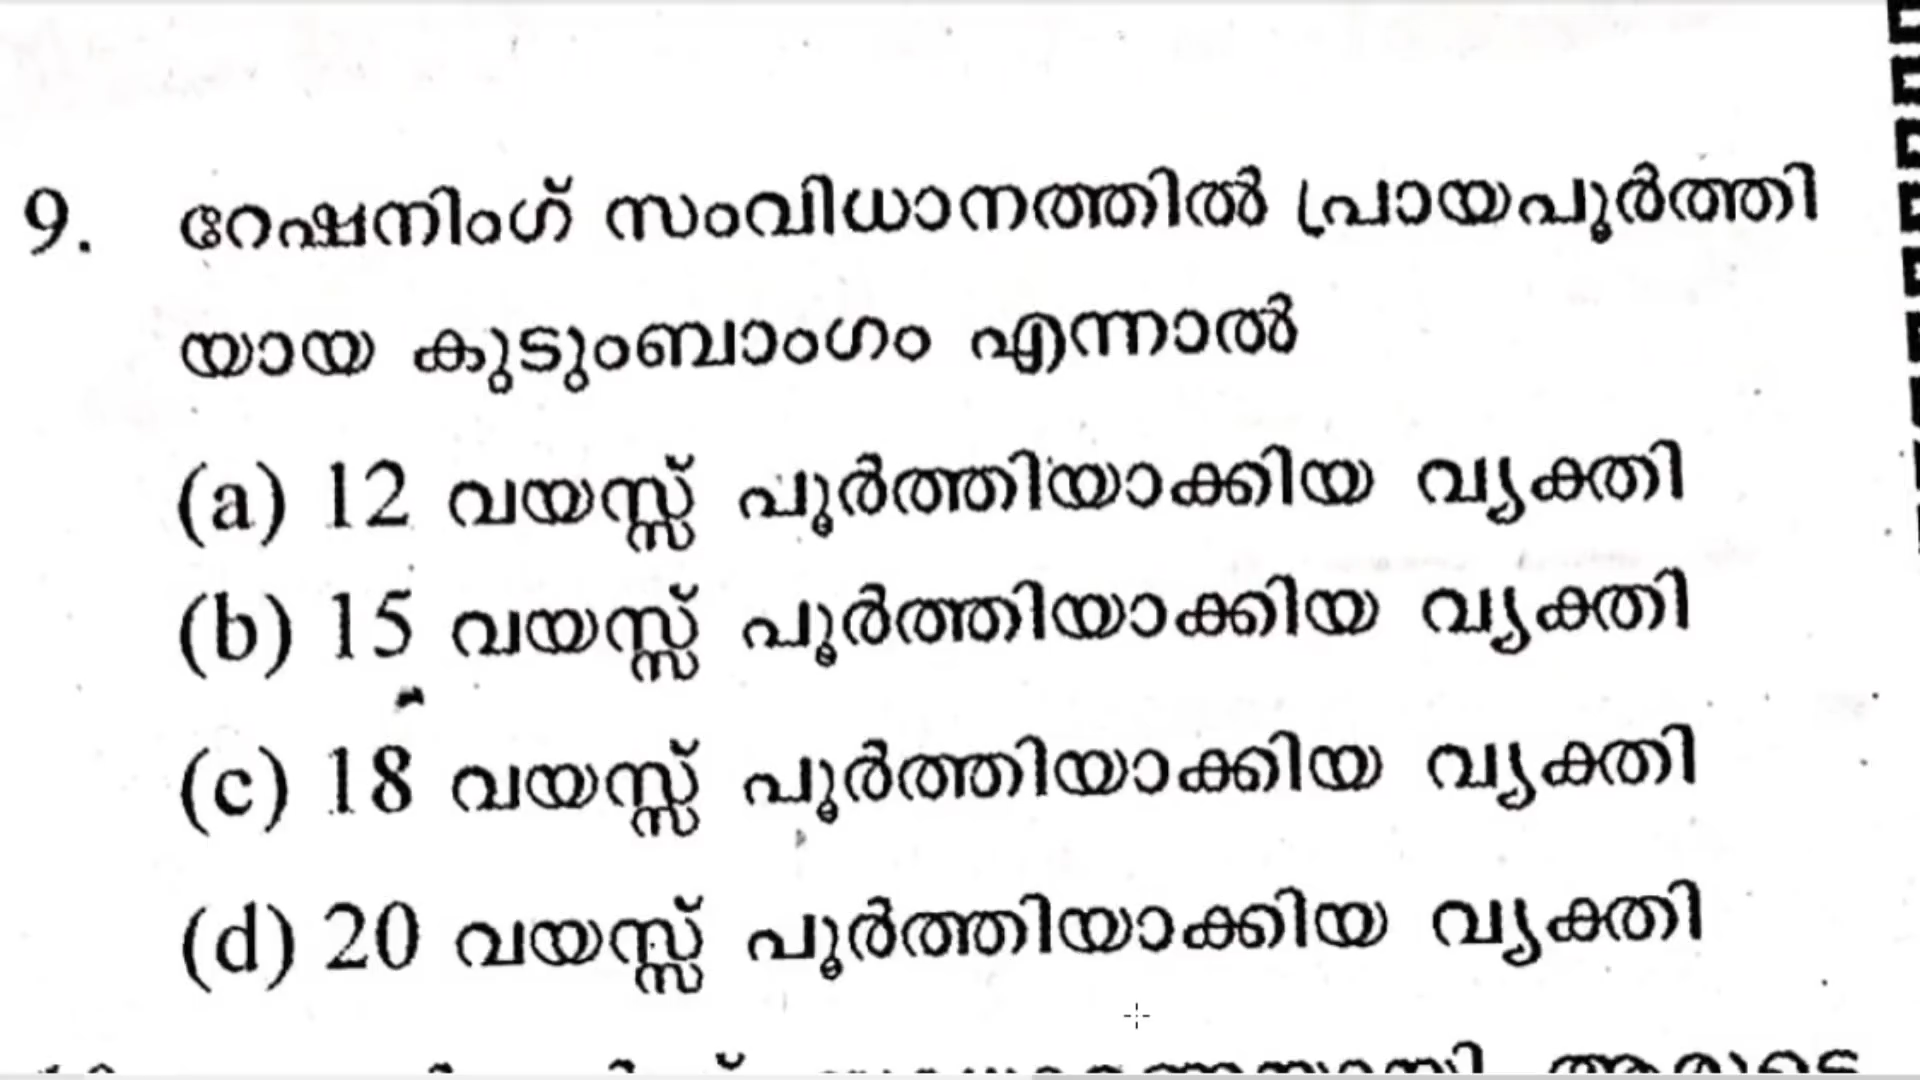 9. റേഷനിംഗ് സംവിധാനത്തിൽ പ്രായപൂർത്തി
യായ കുടുംബാംഗം എന്നാൽ
(a) 12 വയസ്സ് പൂർത്തിയാക്കിയ വ്യക്തി
(b) 15 വയസ്സ് പൂർത്തിയാക്കിയ വ്യക്തി
(c) 18 വയസ്സ് പൂർത്തിയാക്കിയ വ്യക്തി
(d) 20 വയസ്സ് പൂർത്തിയാക്കിയ വ്യക്തി